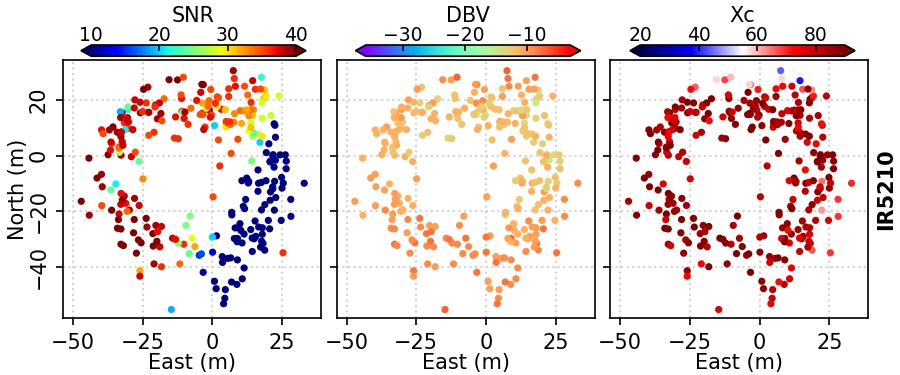 SNR DBV Xc
10 20 30 40 −30 −20 −10 20 40 60 80
North (m)
20
0
−20
−40
−50 −25 0 25 −50 −25 0 25 −50 −25 0 25
East (m) East (m) East (m)
IR5210